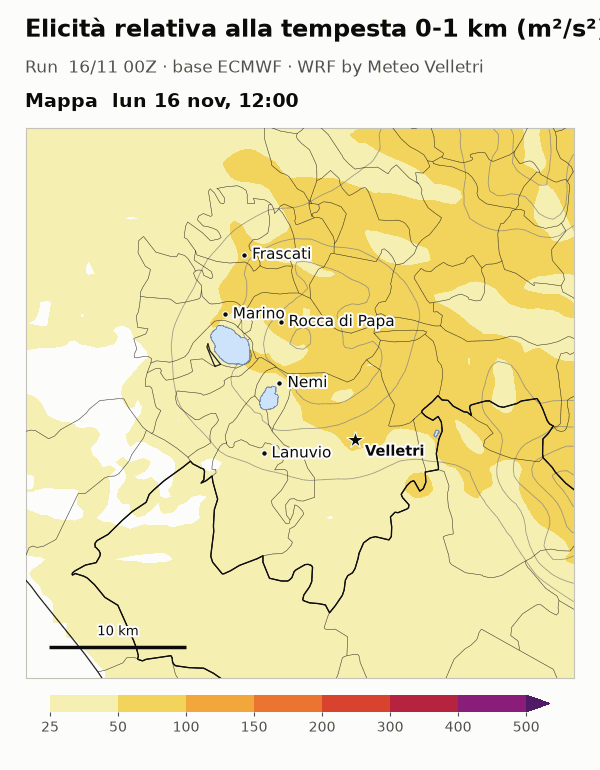 Elicità relativa alla tempesta 0-1 km (m²/s²)
Run 16/11 00Z · base ECMWF · WRF by Meteo Velletri
Mappa lun 16 nov, 12:00
Frascati
Marino
Rocca di Papa
Nemi
Velletri
Lanuvio
10 km
25 50 100 150 200 300 400 500